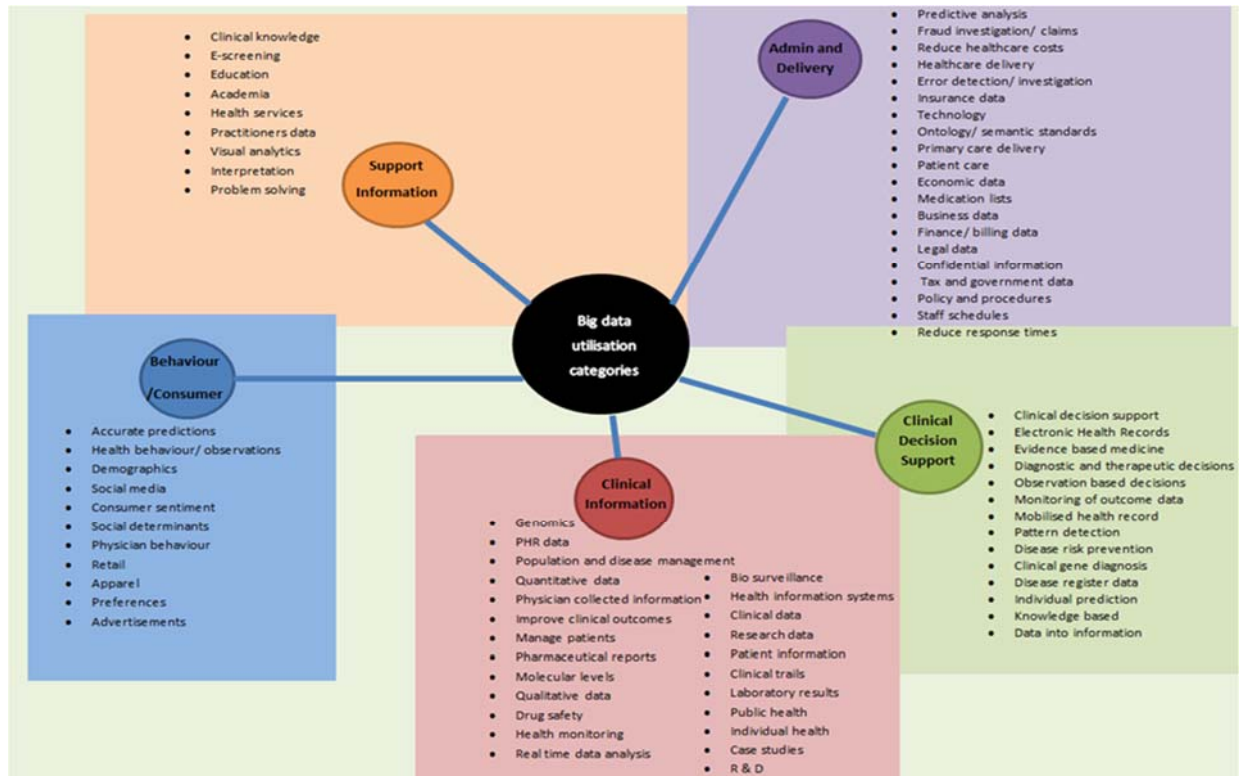 Clinical knowledge
E-screening
Education
Academia
Health services
Practitioners data
Visual analytics
Interpretation
Problem solving
Support
Information
Admin and
Delivery
Predictive analysis
Fraud investigation/ claims
Reduce healthcare costs
Healthcare delivery
Error detection/ investigation
Insurance data
Technology
Ontology/ semantic standards
Primary care delivery
Patient care
Economic data
Medication lists
Business data
Finance/ billing data
Legal data
Confidential information
Tax and government data
Policy and procedures
Staff schedules
Reduce response times
Big data
utilisation
categories
Behaviour
/Consumer
Accurate predictions
Health behaviour/ observations
Demographics
Social media
Consumer sentiment
Social determinants
Physician behaviour
Retail
Apparel
Preferences
Advertisements
Clinical
Information
Genomics
PHR data
Population and disease management
Quantitative data
Physician collected information
Improve clinical outcomes
Manage patients
Pharmaceutical reports
Molecular levels
Qualitative data
Drug safety
Health monitoring
Real time data analysis
Bio surveillance
Health information systems
Clinical data
Research data
Patient information
Clinical trails
Laboratory results
Public health
Individual health
Case studies
R & D
Clinical
Decision
Support
Clinical decision support
Electronic Health Records
Evidence based medicine
Diagnostic and therapeutic decisions
Observation based decisions
Monitoring of outcome data
Mobilised health record
Pattern detection
Disease risk prevention
Clinical gene diagnosis
Disease register data
Individual prediction
Knowledge based
Data into information